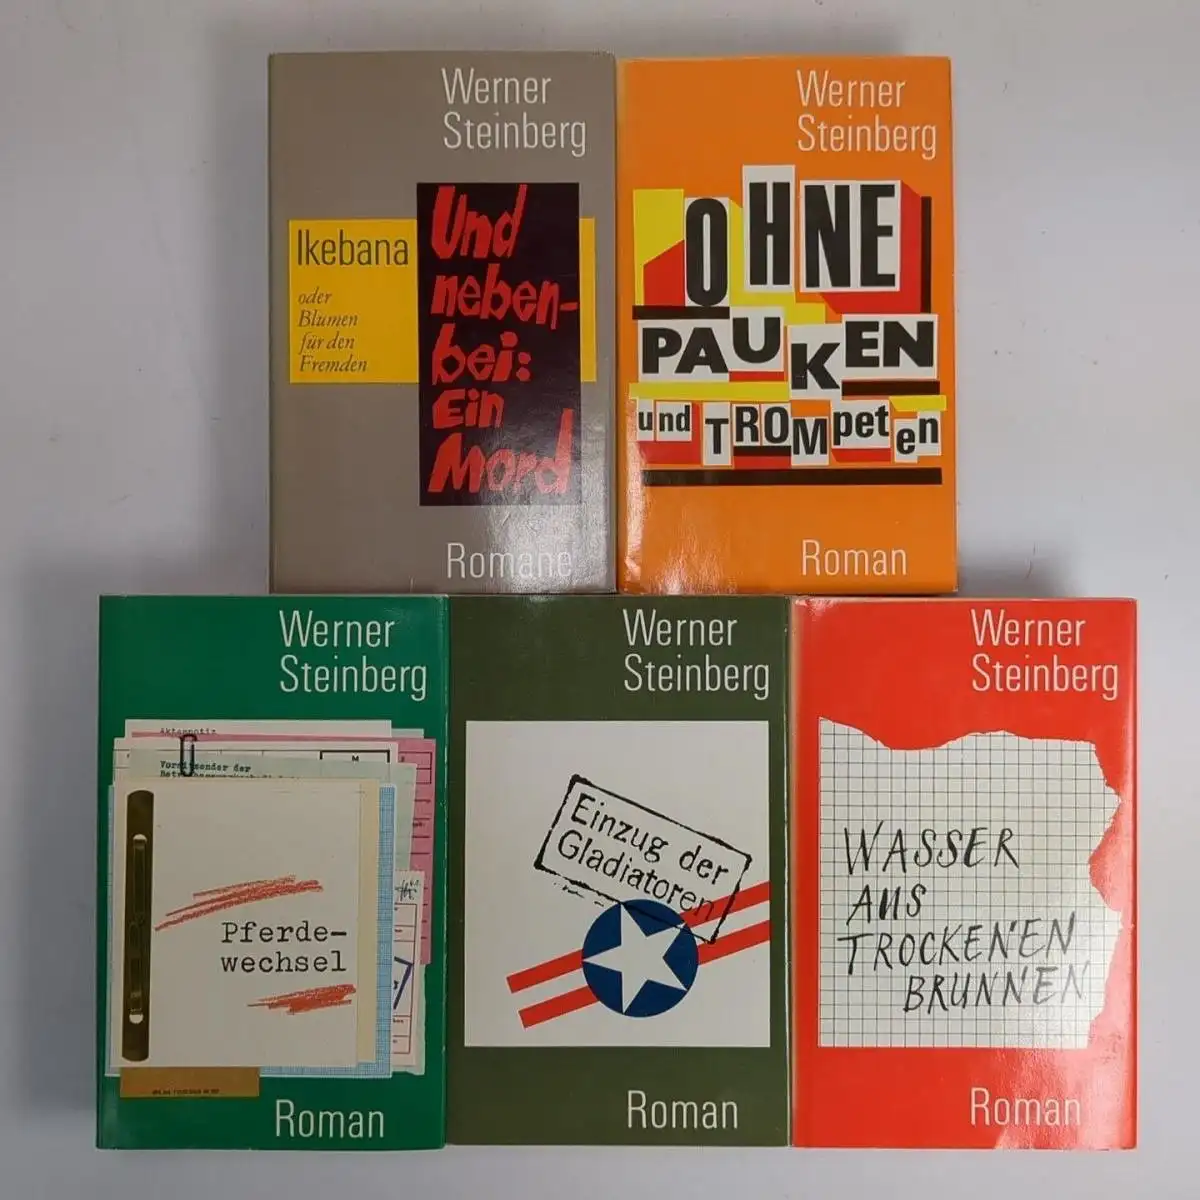 Werner
Steinberg
Ikebana
oder
Blumen
für den
Fremden
Und
neben-
bei:
Ein
Mord
Romane
Werner
Steinberg
OHNE
PAUKEN
und TROMpeten
Roman
Werner
Steinberg
Aktennotiz
Vorsitzender der
M
Pferde-
wechsel
Roman
Werner
Steinberg
Einzug der
Gladiatoren
Roman
Werner
Steinberg
WASSER
AUS
TROCKENEN
BRUNNEN
Roman